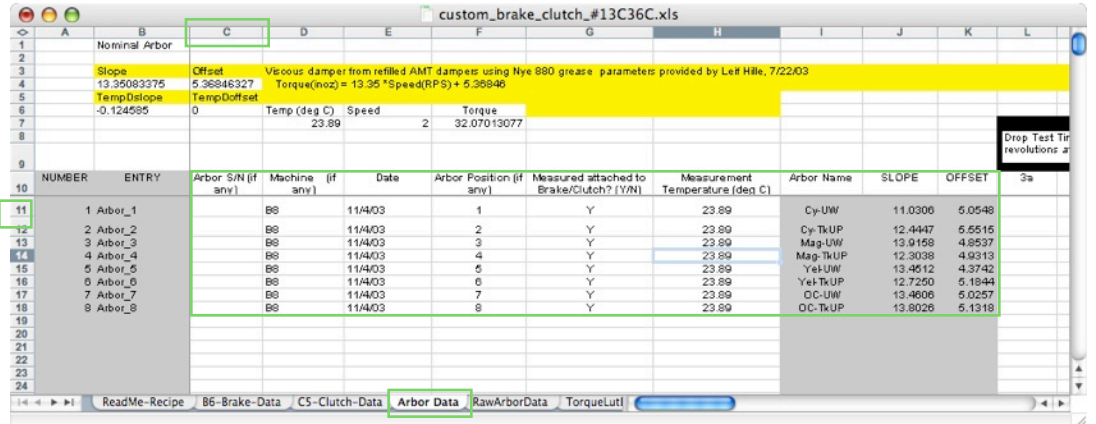 custom_brake_clutch_#13C36C.xls
A B C D E F G H I J K L
1 Nominal Arbor
2
3 Slope Offset Viscous damper from refilled AMT dampers using Nye 880 grease parameters provided by Leif Hille, 7/22/03
4 13.35083375 5.36846327 Torque(inoz) = 13.35 *Speed(RPS) + 5.36846
5 TempDslope TempDoffset
6 -0.124585 0 Temp (deg C) Speed Torque
7 23.89 2 32.07013077
8 Drop Test Tin
revolutions a
9
NUMBER ENTRY Arbor S/N (if Machine (if Date Arbor Position (if Measured attached to Measurement Arbor Name SLOPE OFFSET 3a
10 any) any) any) Brake/Clutch? (Y/N) Temperature (deg C)
11 1 Arbor_1 B8 11/4/03 1 Y 23.89 Cy-UW 11.0306 5.0548
12 2 Arbor_2 B8 11/4/03 2 Y 23.89 Cy-TkUP 12.4447 5.5515
13 3 Arbor_3 B8 11/4/03 3 Y 23.89 Mag-UW 13.9158 4.8537
14 4 Arbor_4 B8 11/4/03 4 Y 23.89 Mag-TkUP 12.3038 4.9313
15 5 Arbor_5 B8 11/4/03 5 Y 23.89 Yel-UW 13.4512 4.3742
16 6 Arbor_6 B8 11/4/03 6 Y 23.89 Yel-TkUP 12.7250 5.1844
17 7 Arbor_7 B8 11/4/03 7 Y 23.89 OC-UW 13.4606 5.0257
18 8 Arbor_8 B8 11/4/03 8 Y 23.89 OC-TkUP 13.8026 5.1318
19
20
21
22
23
24
ReadMe-Recipe B6-Brake-Data C5-Clutch-Data Arbor Data RawArborData TorqueLutI